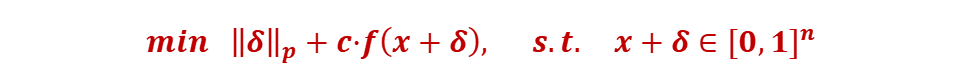 min ‖δ‖ₚ + c·f(x + δ), s.t. x + δ ∈ [0, 1]ⁿ